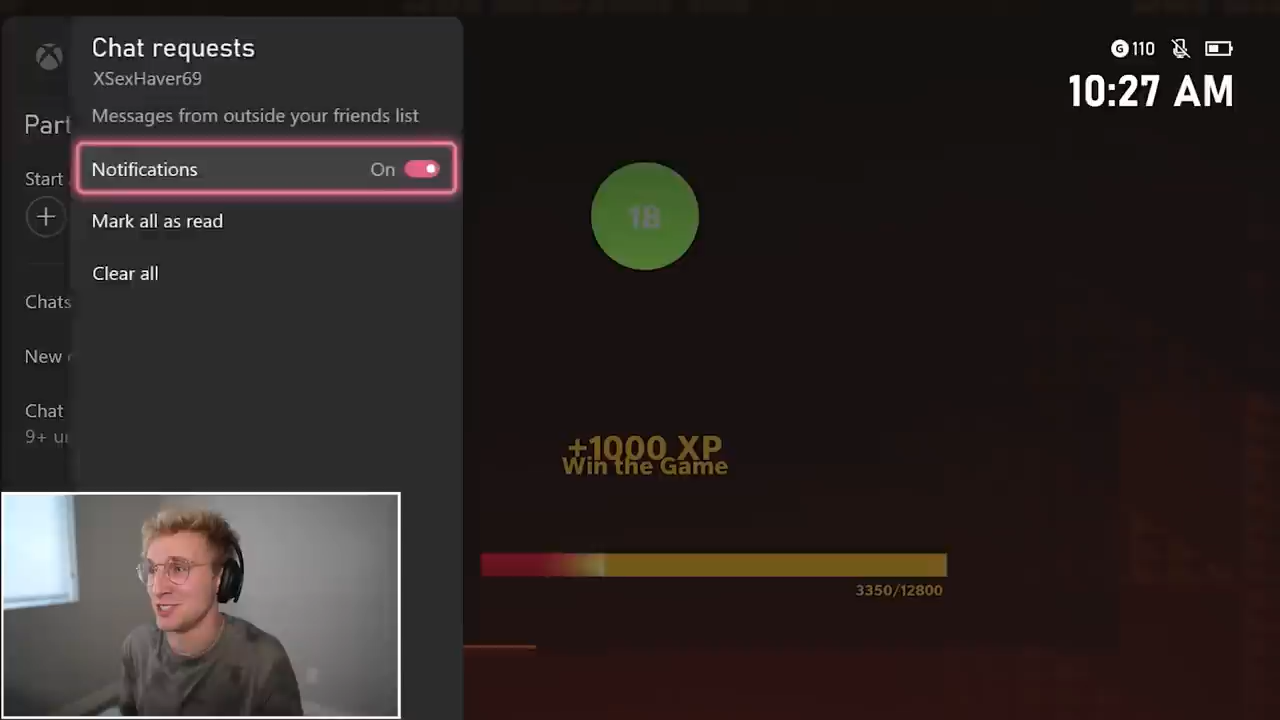 Chat requests
XSexHaver69
Messages from outside your friends list
Notifications On
Mark all as read
Clear all
Part
Start
Chats
New
Chat
9+
G 110
10:27 AM
18
+1000 XP
Win the Game
3350/12800